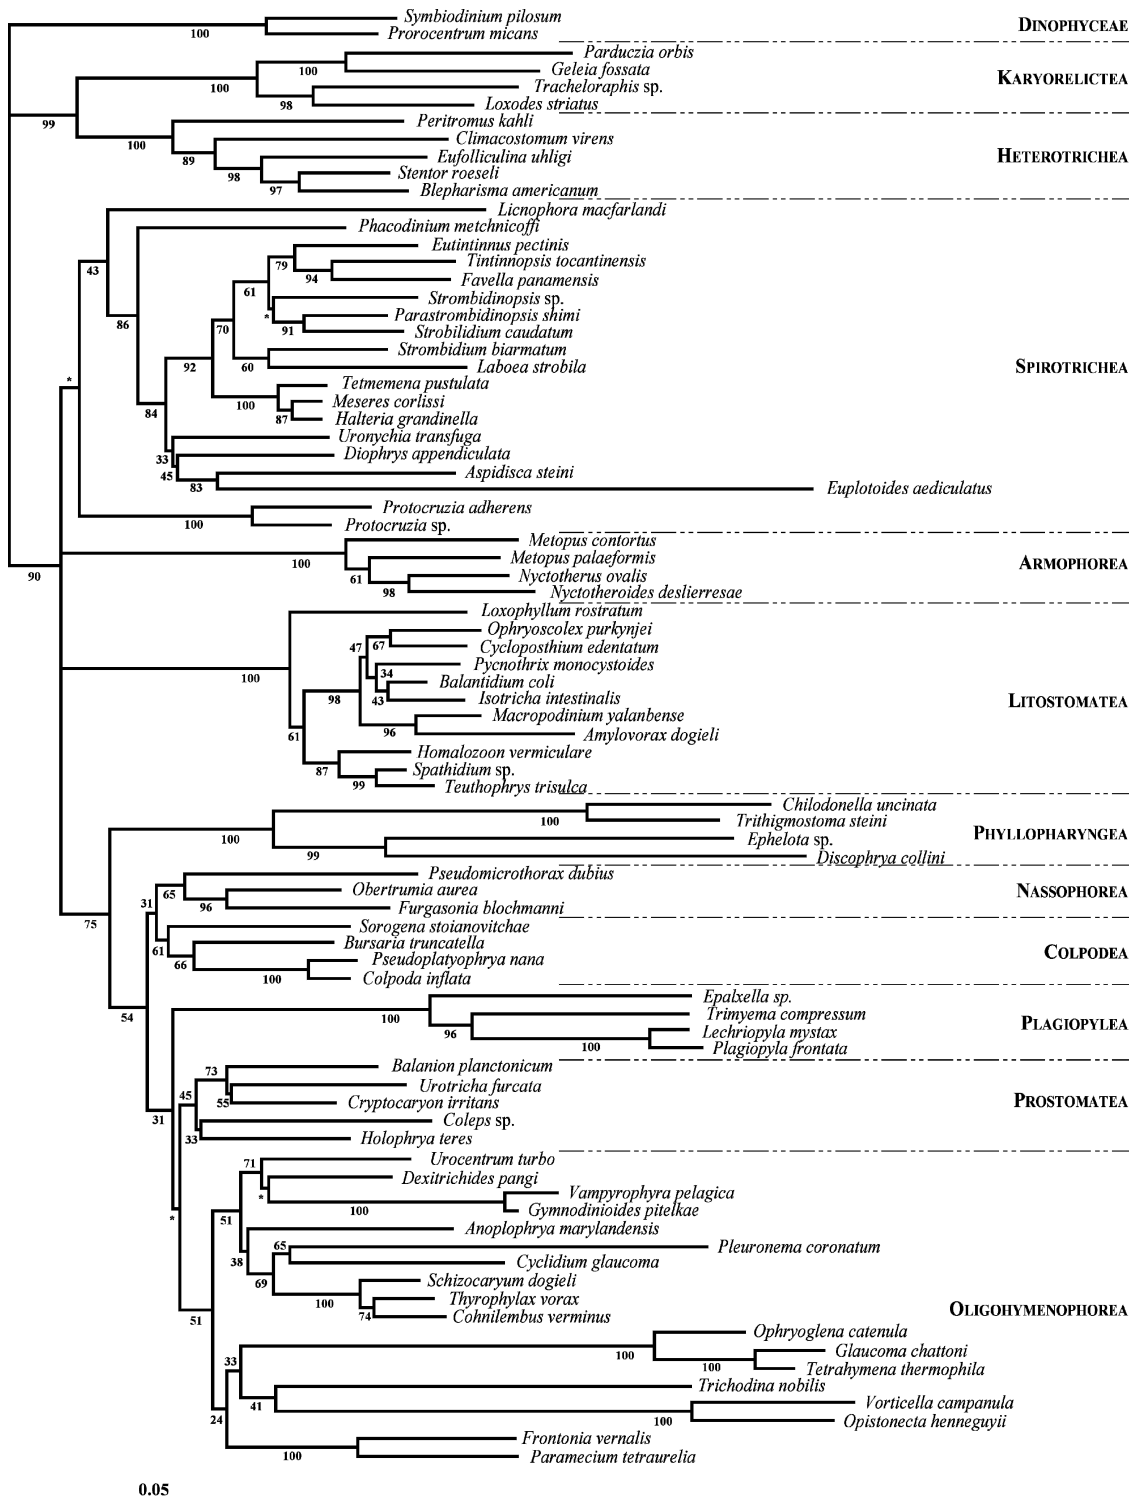 Symbiodinium pilosum
DINOPHYCEAE
100
Prorocentrum micans
Parduczia orbis
100
Geleia fossata
KARYORELICTEA
100
Tracheloraphis sp.
98
Loxodes striatus
99
Peritromus kahli
100
Climacostomum virens
89
Eufolliculina uhligi
HETEROTRICHEA
98
Stentor roeseli
97
Blepharisma americanum
Licnophora macfarlandi
Phacodinium metchnicoffi
43
Eutintinnus pectinis
79
Tintinnopsis tocantinensis
94
Favella panamensis
61
Strombidinopsis sp.
*
Parastrombidinopsis shimi
86
70
91
Strobilidium caudatum
Strombidium biarmatum
92
60
Laboea strobila
SPIROTRICHEA
*
Tetmemena pustulata
84
100
Meseres corlissi
87
Halteria grandinella
Uronychia transfuga
33
Diophrys appendiculata
45
Aspidisca steini
83
Euplotoides aediculatus
Protocruzia adherens
100
Protocruzia sp.
Metopus contortus
100
Metopus palaeformis
ARMOPHOREA
90
61
Nyctotherus ovalis
98
Nyctotheroides deslierresae
Loxophyllum rostratum
Ophryoscolex purkynjei
47
67
Cycloposthium edentatum
Pycnothrix monocystoides
100
34
Balantidium coli
98
43
Isotricha intestinalis
LITOSTOMATEA
Macropodinium yalanbense
96
Amylovorax dogieli
61
Homalozoon vermiculare
87
Spathidium sp.
99
Teuthophrys trisulca
Chilodonella uncinata
100
Trithigmostoma steini
100
Ephelota sp.
PHYLLOPHARYNGEA
99
Discophrya collini
Pseudomicrothorax dubius
65
Obertrumia aurea
NASSOPHOREA
31
96
Furgasonia blochmanni
75
Sorogena stoianovitchae
61
Bursaria truncatella
COLPODEA
66
Pseudoplatyophrya nana
100
Colpoda inflata
Epalxella sp.
54
100
Trimyema compressum
PLAGIOPYLEA
96
Lechriopyla mystax
100
Plagiopyla frontata
Balanion planctonicum
73
Urotricha furcata
45
55
Cryptocaryon irritans
PROSTOMATEA
31
Coleps sp.
33
Holophrya teres
Urocentrum turbo
71
Dexitrichides pangi
*
Vampyrophyra pelagica
100
Gymnodinioides pitelkae
*
51
Anoplophrya marylandensis
65
Pleuronema coronatum
38
Cyclidium glaucoma
69
Schizocaryum dogieli
100
Thyrophylax vorax
74
Cohnilembus verminus
OLIGOHYMENOPHOREA
51
Ophryoglena catenula
100
Glaucoma chattoni
33
100
Tetrahymena thermophila
Trichodina nobilis
41
Vorticella campanula
24
100
Opistonecta henneguyii
Frontonia vernalis
100
Paramecium tetraurelia
0.05